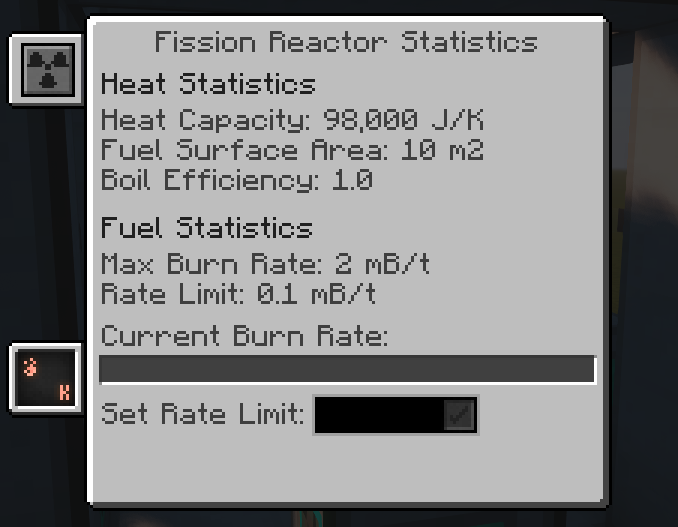 Fission Reactor Statistics
Heat Statistics
Heat Capacity: 98,000 J/K
Fuel Surface Area: 10 m2
Boil Efficiency: 1.0
Fuel Statistics
Max Burn Rate: 2 mB/t
Rate Limit: 0.1 mB/t
Current Burn Rate:
K
Set Rate Limit: